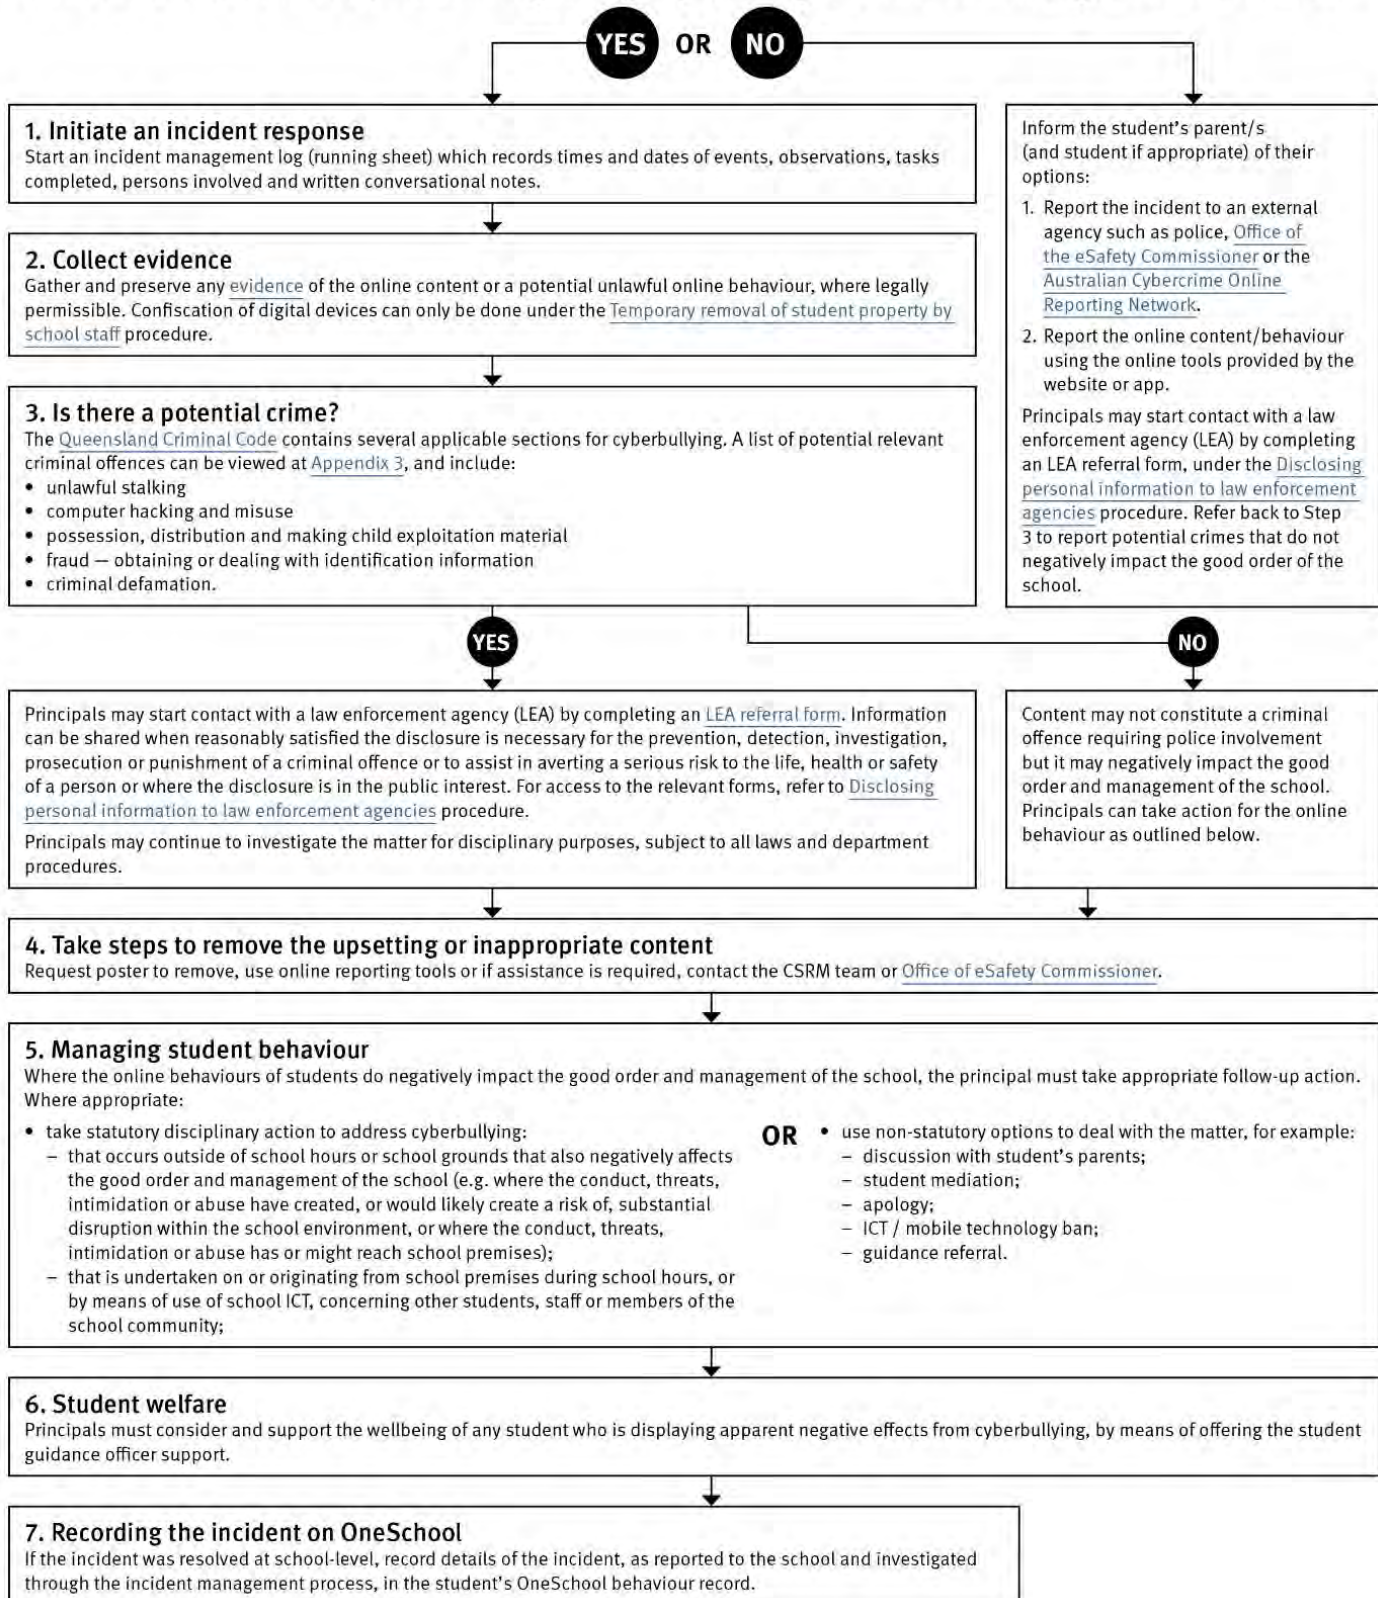 YES OR NO
1. Initiate an incident response
Start an incident management log (running sheet) which records times and dates of events, observations, tasks
completed, persons involved and written conversational notes.
Inform the student's parent/s
(and student if appropriate) of their
options:
1. Report the incident to an external
agency such as police, Office of
the eSafety Commissioner or the
Australian Cybercrime Online
Reporting Network.
2. Report the online content/behaviour
using the online tools provided by the
website or app.
Principals may start contact with a law
enforcement agency (LEA) by completing
an LEA referral form, under the Disclosing
personal information to law enforcement
agencies procedure. Refer back to Step
3 to report potential crimes that do not
negatively impact the good order of the
school.
2. Collect evidence
Gather and preserve any evidence of the online content or a potential unlawful online behaviour, where legally
permissible. Confiscation of digital devices can only be done under the Temporary removal of student property by
school staff procedure.
3. Is there a potential crime?
The Queensland Criminal Code contains several applicable sections for cyberbullying. A list of potential relevant
criminal offences can be viewed at Appendix 3, and include:
• unlawful stalking
• computer hacking and misuse
• possession, distribution and making child exploitation material
• fraud — obtaining or dealing with identification information
• criminal defamation.
YES
NO
Principals may start contact with a law enforcement agency (LEA) by completing an LEA referral form. Information
can be shared when reasonably satisfied the disclosure is necessary for the prevention, detection, investigation,
prosecution or punishment of a criminal offence or to assist in averting a serious risk to the life, health or safety
of a person or where the disclosure is in the public interest. For access to the relevant forms, refer to Disclosing
personal information to law enforcement agencies procedure.
Principals may continue to investigate the matter for disciplinary purposes, subject to all laws and department
procedures.
Content may not constitute a criminal
offence requiring police involvement
but it may negatively impact the good
order and management of the school.
Principals can take action for the online
behaviour as outlined below.
4. Take steps to remove the upsetting or inappropriate content
Request poster to remove, use online reporting tools or if assistance is required, contact the CSRM team or Office of eSafety Commissioner.
5. Managing student behaviour
Where the online behaviours of students do negatively impact the good order and management of the school, the principal must take appropriate follow-up action.
Where appropriate:
• take statutory disciplinary action to address cyberbullying:
– that occurs outside of school hours or school grounds that also negatively affects
the good order and management of the school (e.g. where the conduct, threats,
intimidation or abuse have created, or would likely create a risk of, substantial
disruption within the school environment, or where the conduct, threats,
intimidation or abuse has or might reach school premises);
– that is undertaken on or originating from school premises during school hours, or
by means of use of school ICT, concerning other students, staff or members of the
school community;
OR
• use non-statutory options to deal with the matter, for example:
– discussion with student's parents;
– student mediation;
– apology;
– ICT / mobile technology ban;
– guidance referral.
6. Student welfare
Principals must consider and support the wellbeing of any student who is displaying apparent negative effects from cyberbullying, by means of offering the student
guidance officer support.
7. Recording the incident on OneSchool
If the incident was resolved at school-level, record details of the incident, as reported to the school and investigated
through the incident management process, in the student's OneSchool behaviour record.